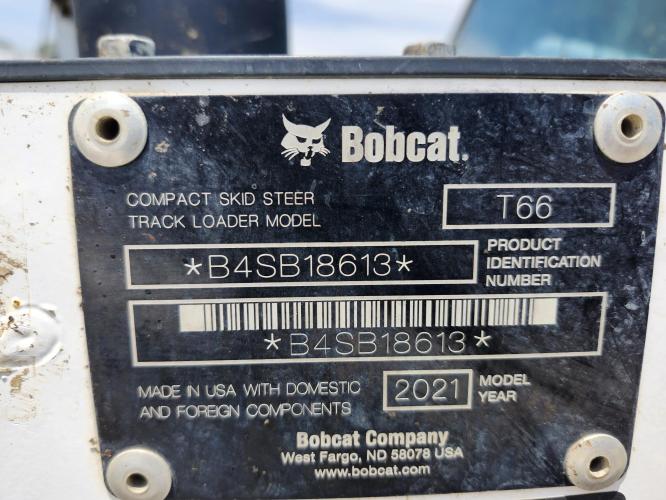 Bobcat.
COMPACT SKID STEER
TRACK LOADER MODEL
T66
*B4SB18613*
PRODUCT
IDENTIFICATION
NUMBER
*B4SB18613*
MADE IN USA WITH DOMESTIC
AND FOREIGN COMPONENTS
2021
MODEL
YEAR
Bobcat Company
West Fargo, ND 58078 USA
www.bobcat.com